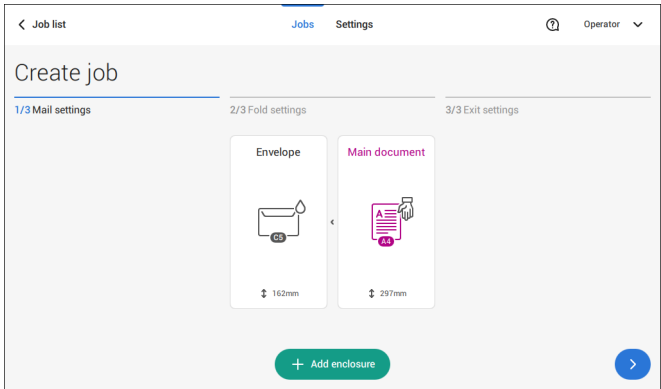 Job list
Jobs
Settings
Operator
Create job
1/3 Mail settings
2/3 Fold settings
3/3 Exit settings
Envelope
Main document
C5
A
A4
162mm
297mm
Add enclosure